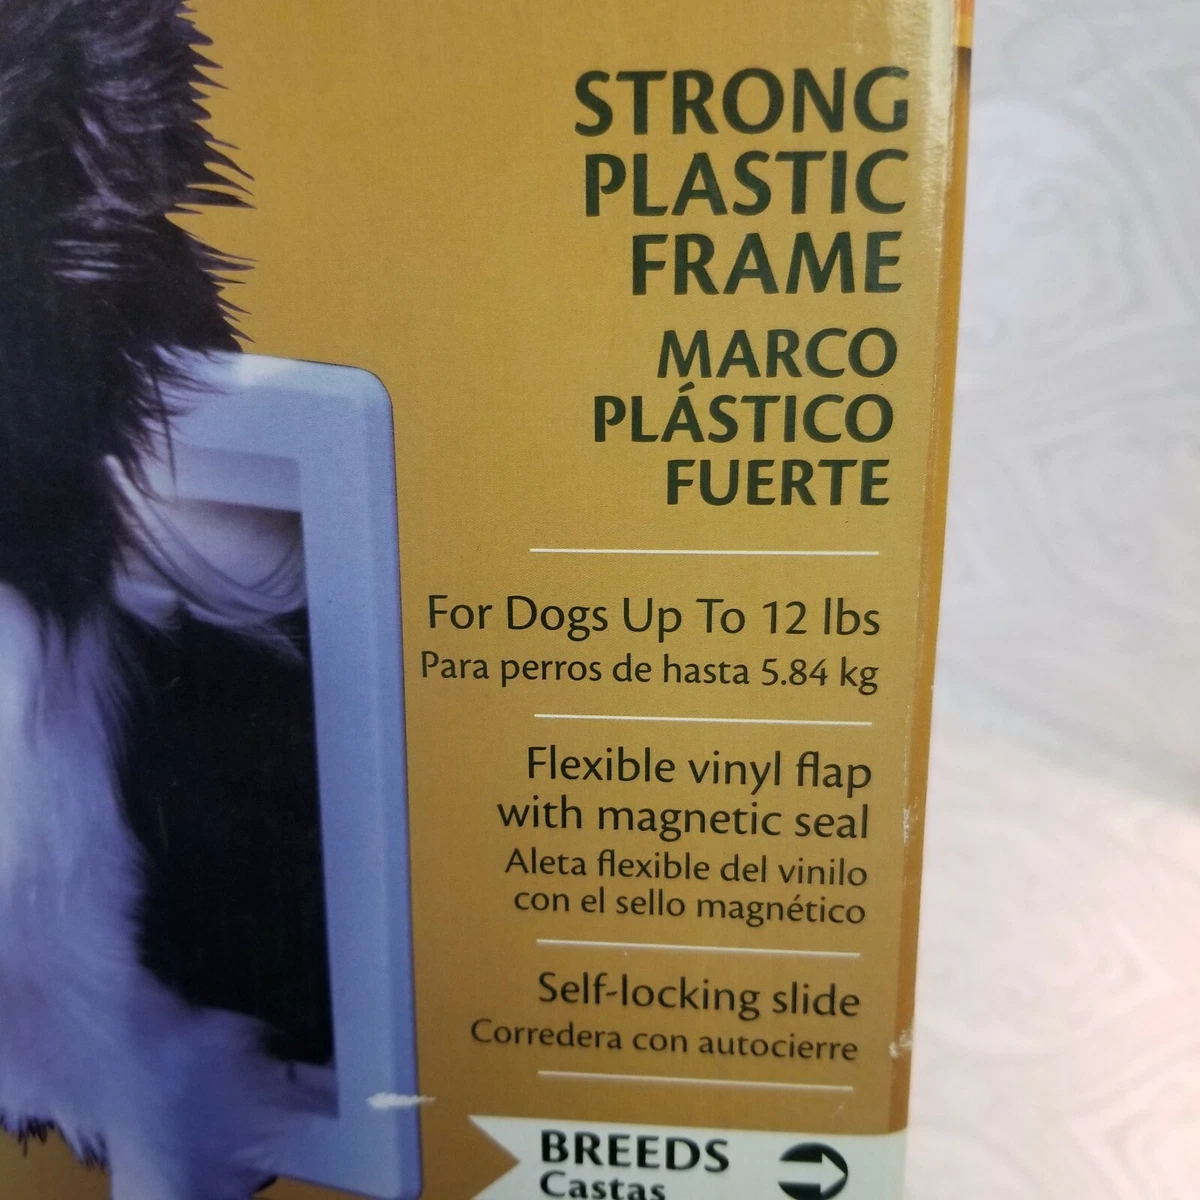 STRONG
PLASTIC
FRAME
MARCO
PLÁSTICO
FUERTE
For Dogs Up To 12 lbs
Para perros de hasta 5.84 kg
Flexible vinyl flap
with magnetic seal
Aleta flexible del vinilo
con el sello magnético
Self-locking slide
Corredera con autocierre
BREEDS
Castas